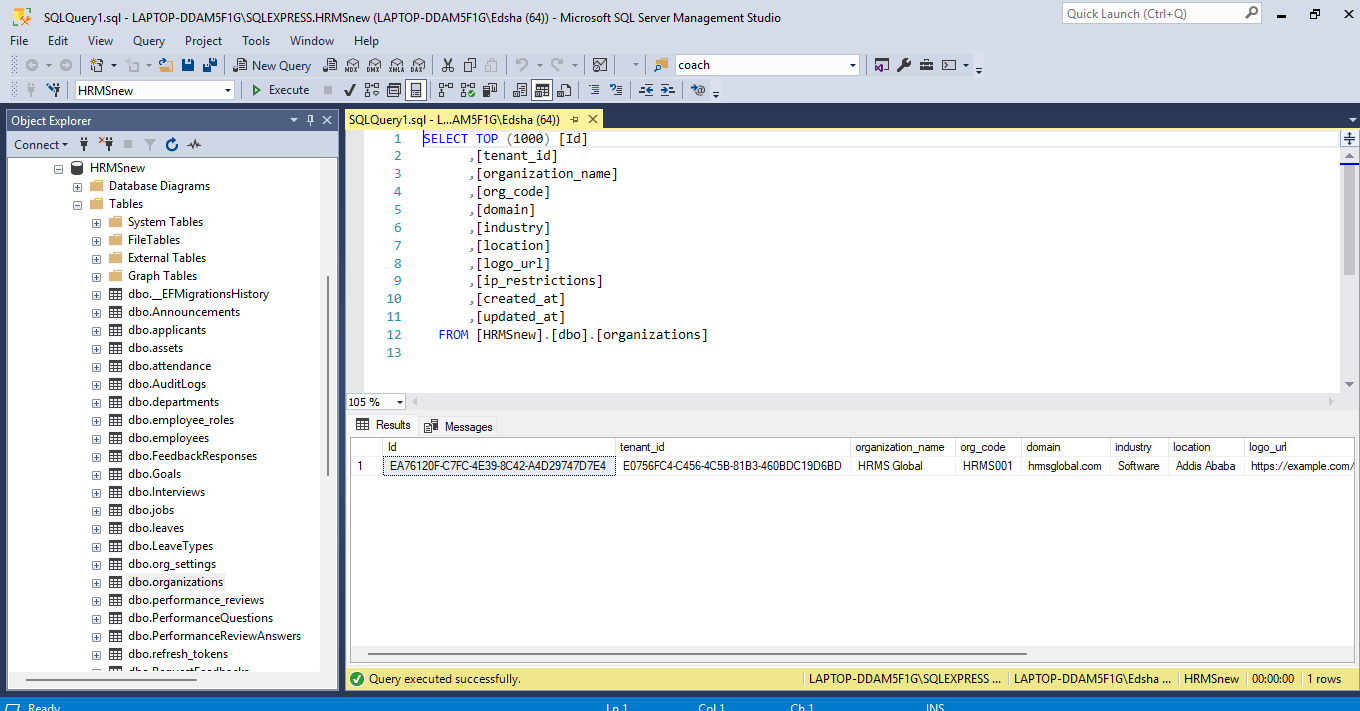 SQLQuery1.sql - LAPTOP-DDAM5F1G\SQLEXPRESS.HRMSnew (LAPTOP-DDAM5F1G\Edsha (64)) - Microsoft SQL Server Management Studio
Quick Launch (Ctrl+Q)
File Edit View Query Project Tools Window Help
New Query MDX DMX XMLA DAX coach
HRMSnew Execute
Object Explorer
Connect
HRMSnew
Database Diagrams
Tables
System Tables
FileTables
External Tables
Graph Tables
dbo.__EFMigrationsHistory
dbo.Announcements
dbo.applicants
dbo.assets
dbo.attendance
dbo.AuditLogs
dbo.departments
dbo.employee_roles
dbo.employees
dbo.FeedbackResponses
dbo.Goals
dbo.Interviews
dbo.jobs
dbo.leaves
dbo.LeaveTypes
dbo.org_settings
dbo.organizations
dbo.performance_reviews
dbo.PerformanceQuestions
dbo.PerformanceReviewAnswers
dbo.refresh_tokens
SQLQuery1.sql - L...AM5F1G\Edsha (64))
1 SELECT TOP (1000) [Id]
2 ,[tenant_id]
3 ,[organization_name]
4 ,[org_code]
5 ,[domain]
6 ,[industry]
7 ,[location]
8 ,[logo_url]
9 ,[ip_restrictions]
10 ,[created_at]
11 ,[updated_at]
12 FROM [HRMSnew].[dbo].[organizations]
13
105 %
Results Messages
Id tenant_id organization_name org_code domain industry location logo_url
1 EA76120F-C7FC-4E39-8C42-A4D29747D7E4 E0756FC4-C456-4C5B-81B3-460BDC19D6BD HRMS Global HRMS001 hrmsglobal.com Software Addis Ababa https://example.com/
Query executed successfully. LAPTOP-DDAM5F1G\SQLEXPRESS ... LAPTOP-DDAM5F1G\Edsha ... HRMSnew 00:00:00 1 rows
Ready Ln 1 Col 1 Ch 1 INS